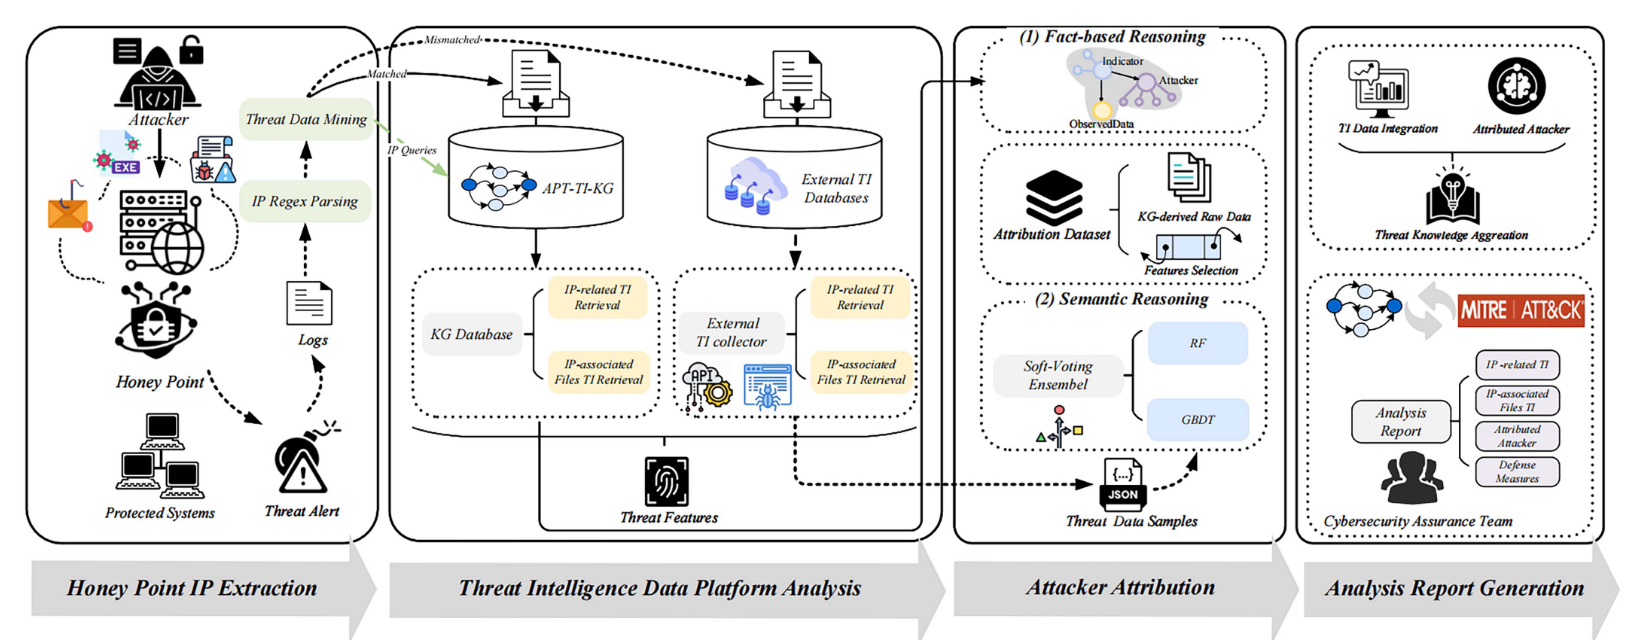 Attacker
EXE
Honey Point
Protected Systems
Threat Data Mining
IP Regex Parsing
Logs
Threat Alert
Mismatched
Matched
IP Queries
APT-TI-KG
External TI
Databases
KG Database
IP-related TI
Retrieval
IP-associated
Files TI Retrieval
External
TI collector
API
IP-related TI
Retrieval
IP-associated
Files TI Retrieval
Threat Features
(1) Fact-based Reasoning
Indicator
Attacker
ObservedData
Attribution Dataset
KG-derived Raw Data
Features Selection
(2) Semantic Reasoning
Soft-Voting
Ensembel
RF
GBDT
{...}
JSON
Threat Data Samples
TI Data Integration
Attributed Attacker
Threat Knowledge Aggreation
MITRE | ATT&CK
Analysis
Report
IP-related TI
IP-associated
Files TI
Attributed
Attacker
Defense
Measures
Cybersecurity Assurance Team
Honey Point IP Extraction
Threat Intelligence Data Platform Analysis
Attacker Attribution
Analysis Report Generation